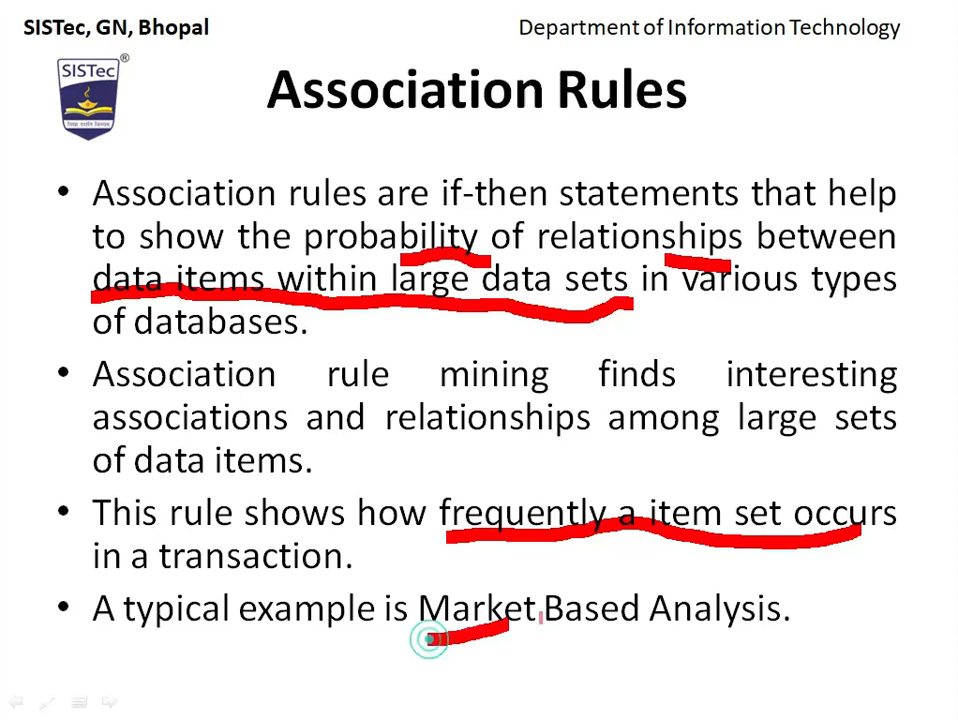 SISTec, GN, Bhopal
Department of Information Technology
SISTec
®
Association Rules
• Association rules are if-then statements that help
to show the probability of relationships between
data items within large data sets in various types
of databases.
• Association rule mining finds interesting
associations and relationships among large sets
of data items.
• This rule shows how frequently a item set occurs
in a transaction.
• A typical example is Market Based Analysis.